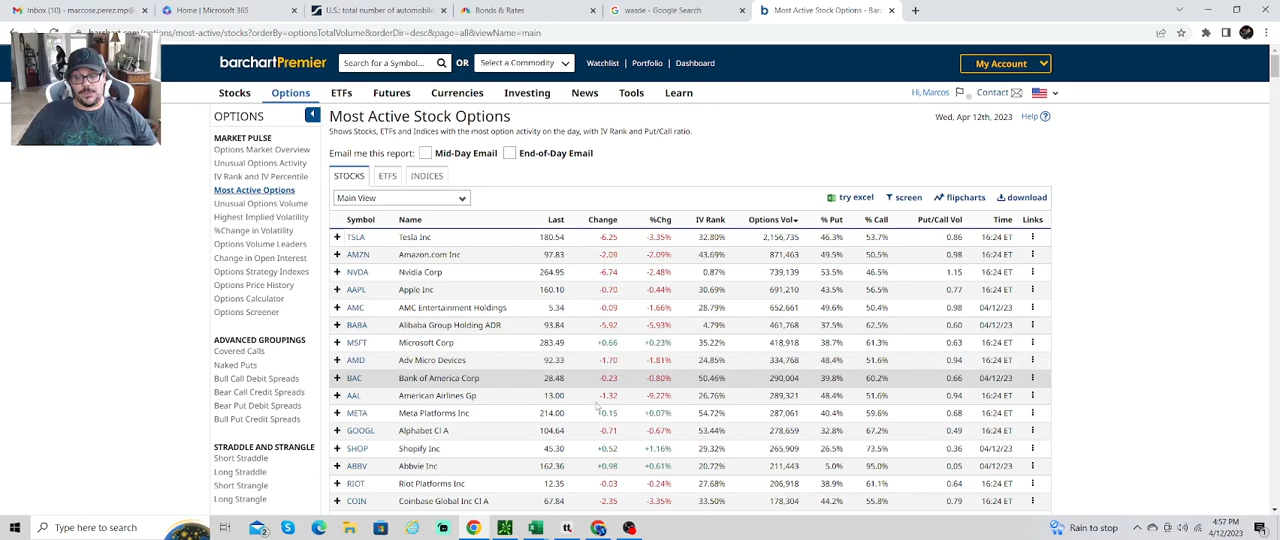 Inbox (10) - marcose.perez.mp@
Home | Microsoft 365
U.S.: total number of automobile
Bonds & Rates
wasde - Google Search
Most Active Stock Options - Bar
barchart.com/options/most-active/stocks?orderBy=optionsTotalVolume&orderDir=desc&page=all&viewName=main
barchartPremier
Search for a Symbol...
OR
Select a Commodity
Watchlist
Portfolio
Dashboard
My Account
Stocks Options ETFs Futures Currencies Investing News Tools Learn
Hi, Marcos
Contact
OPTIONS
MARKET PULSE
Options Market Overview
Unusual Options Activity
IV Rank and IV Percentile
Most Active Options
Unusual Options Volume
Highest Implied Volatility
%Change in Volatility
Options Volume Leaders
Change in Open Interest
Options Strategy Indexes
Options Price History
Options Calculator
Options Screener
ADVANCED GROUPINGS
Covered Calls
Naked Puts
Bull Call Debit Spreads
Bear Call Credit Spreads
Bear Put Debit Spreads
Bull Put Credit Spreads
STRADDLE AND STRANGLE
Short Straddle
Long Straddle
Short Strangle
Long Strangle
Most Active Stock Options
Wed, Apr 12th, 2023
Help
Shows Stocks, ETFs and Indices with the most option activity on the day, with IV Rank and Put/Call ratio.
Email me this report: Mid-Day Email End-of-Day Email
STOCKS ETFS INDICES
Main View
try excel screen flipcharts download
Symbol Name Last Change %Chg IV Rank Options Vol % Put % Call Put/Call Vol Time Links
+ TSLA Tesla Inc 180.54 -6.25 -3.35% 32.80% 2,156,735 46.3% 53.7% 0.86 16:24 ET
+ AMZN Amazon.com Inc 97.83 -2.09 -2.09% 43.69% 871,463 49.5% 50.5% 0.98 16:24 ET
+ NVDA Nvidia Corp 264.95 -6.74 -2.48% 0.87% 739,139 53.5% 46.5% 1.15 16:24 ET
+ AAPL Apple Inc 160.10 -0.70 -0.44% 30.69% 691,210 43.5% 56.5% 0.77 16:24 ET
+ AMC AMC Entertainment Holdings 5.34 -0.09 -1.66% 28.79% 652,661 49.6% 50.4% 0.98 04/12/23
+ BABA Alibaba Group Holding ADR 93.84 -5.92 -5.93% 4.79% 461,768 37.5% 62.5% 0.60 04/12/23
+ MSFT Microsoft Corp 283.49 +0.66 +0.23% 35.22% 418,918 38.7% 61.3% 0.63 16:24 ET
+ AMD Adv Micro Devices 92.33 -1.70 -1.81% 24.85% 334,768 48.4% 51.6% 0.94 16:24 ET
+ BAC Bank of America Corp 28.48 -0.23 -0.80% 50.46% 290,004 39.8% 60.2% 0.66 04/12/23
+ AAL American Airlines Gp 13.00 -1.32 -9.22% 26.76% 289,321 48.4% 51.6% 0.94 16:24 ET
+ META Meta Platforms Inc 214.00 +0.15 +0.07% 54.72% 287,061 40.4% 59.6% 0.68 16:24 ET
+ GOOGL Alphabet Cl A 104.64 -0.71 -0.67% 53.44% 278,659 32.8% 67.2% 0.49 16:24 ET
+ SHOP Shopify Inc 45.30 +0.52 +1.16% 29.32% 265,909 26.5% 73.5% 0.36 04/12/23
+ ABBV Abbvie Inc 162.36 +0.98 +0.61% 20.72% 211,443 5.0% 95.0% 0.05 04/12/23
+ RIOT Riot Platforms Inc 12.35 -0.03 -0.24% 27.68% 206,918 38.9% 61.1% 0.64 16:24 ET
+ COIN Coinbase Global Inc Cl A 67.84 -2.35 -3.35% 33.50% 178,304 44.2% 55.8% 0.79 16:24 ET
Type here to search
Rain to stop
4:57 PM
4/12/2023